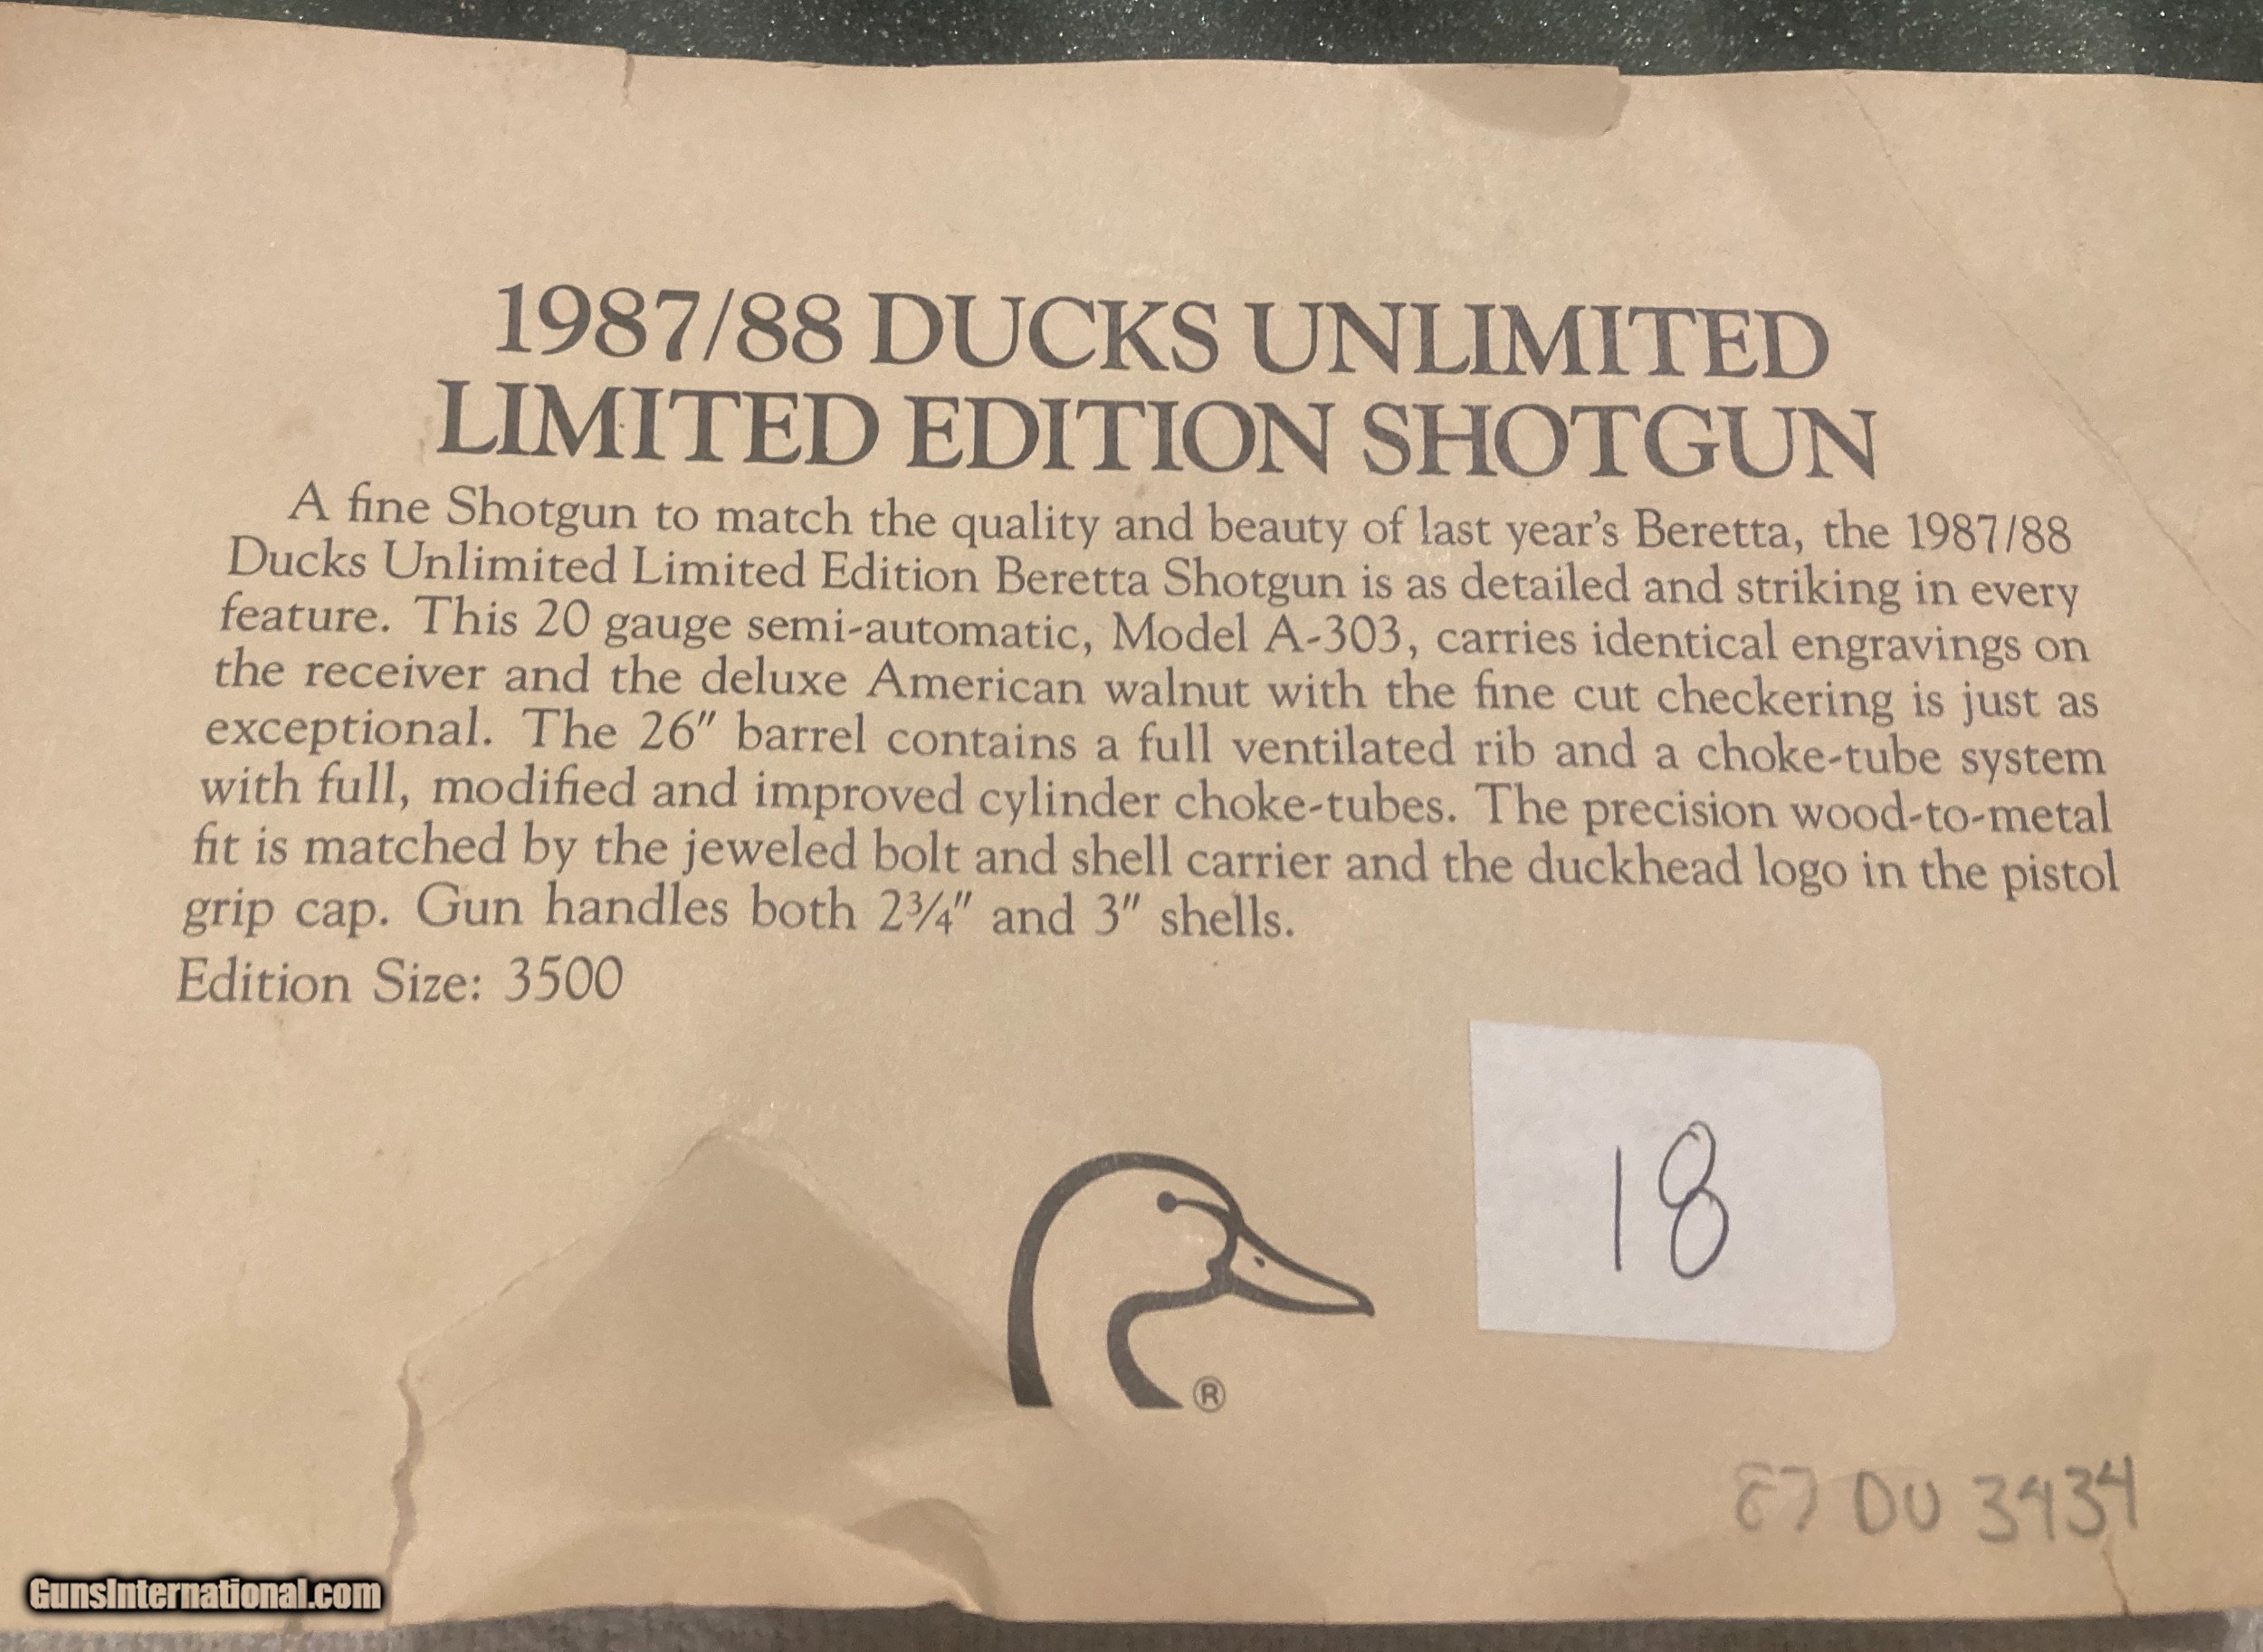 1987/88 DUCKS UNLIMITED
LIMITED EDITION SHOTGUN
A fine Shotgun to match the quality and beauty of last year's Beretta, the 1987/88
Ducks Unlimited Limited Edition Beretta Shotgun is as detailed and striking in every
feature. This 20 gauge semi-automatic, Model A-303, carries identical engravings on
the receiver and the deluxe American walnut with the fine cut checkering is just as
exceptional. The 26" barrel contains a full ventilated rib and a choke-tube system
with full, modified and improved cylinder choke-tubes. The precision wood-to-metal
fit is matched by the jeweled bolt and shell carrier and the duckhead logo in the pistol
grip cap. Gun handles both 2¾" and 3" shells.
Edition Size: 3500
18
®
87 DU 3434
GunsInternational.com